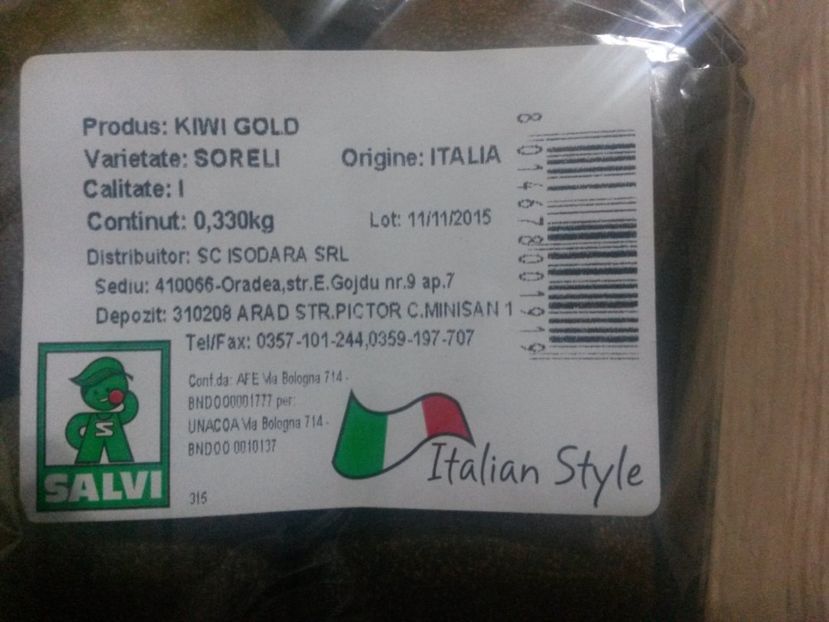 Produs: KIWI GOLD
Varietate: SORELI Origine: ITALIA
Calitate: I
Continut: 0,330kg Lot: 11/11/2015
Distribuitor: SC ISODARA SRL
Sediu: 410066-Oradea,str.E.Gojdu nr.9 ap.7
Depozit: 310208 ARAD STR.PICTOR C.MINISAN 1
Tel/Fax: 0357-101-244,0359-197-707
Conf.da: AFE Via Bologna 714 -
BNDOO0001777 per:
UNACOA Via Bologna 714 -
BNDOO 0010137
315
S
SALVI
Italian Style